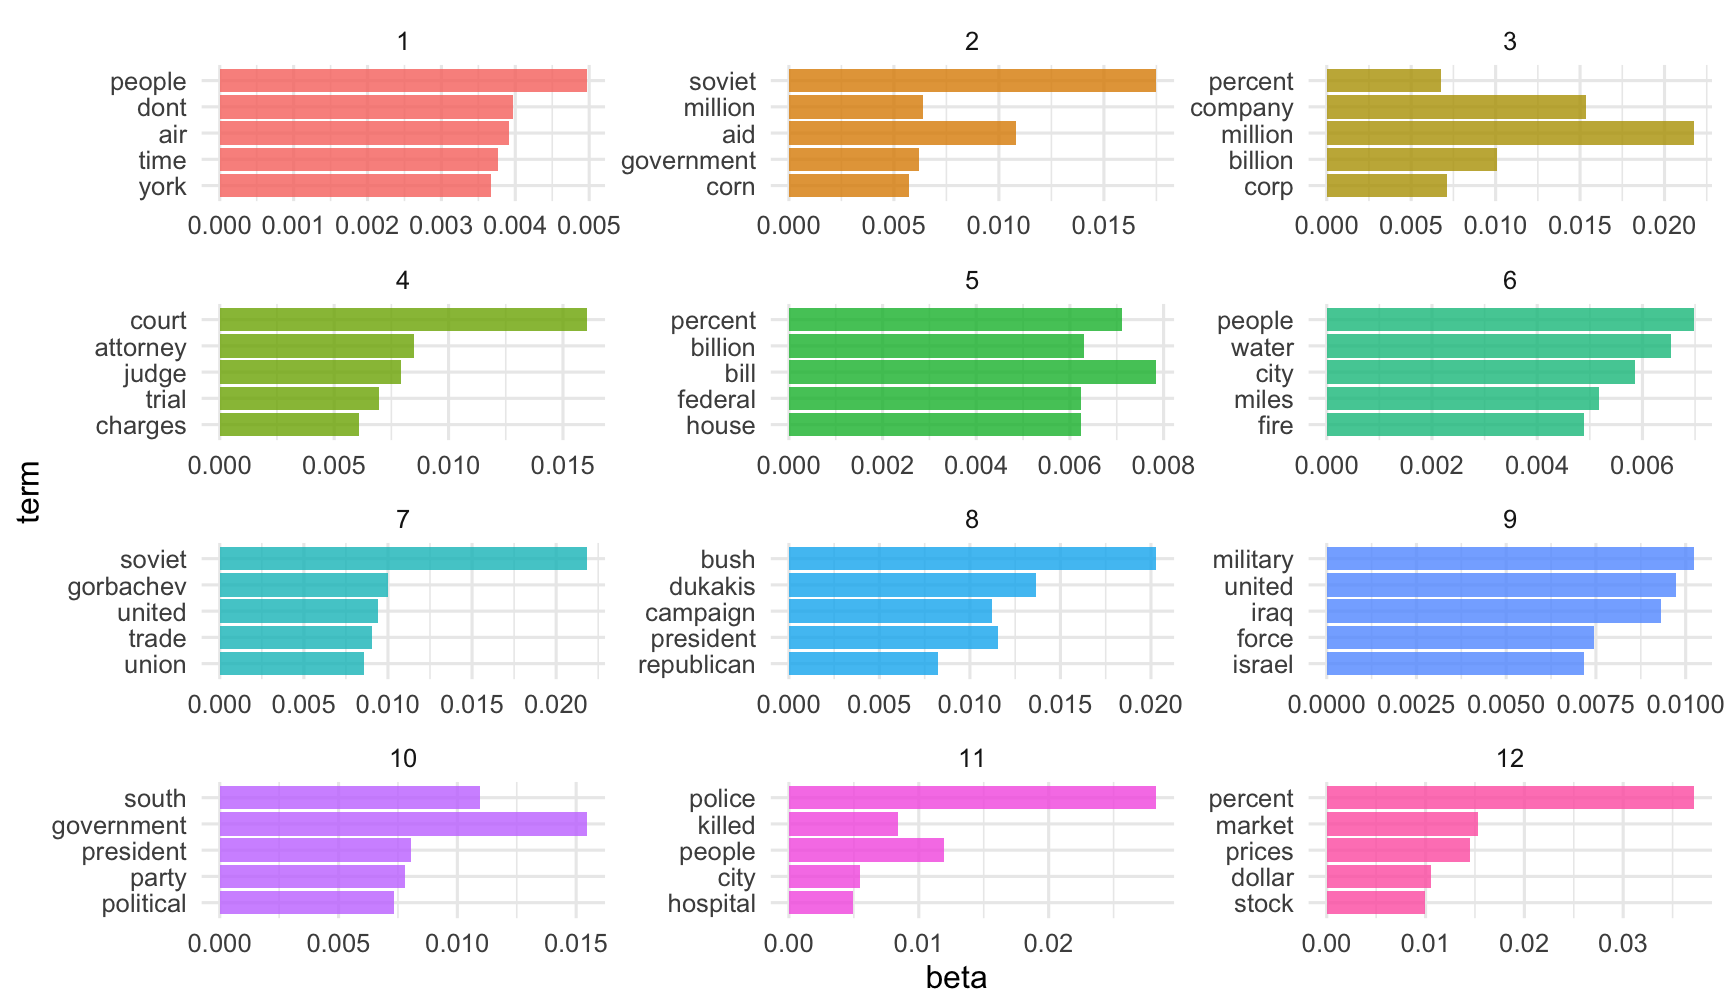 1
people
dont
air
time
york
0.000 0.001 0.002 0.003 0.004 0.005
2
soviet
million
aid
government
corn
0.000 0.005 0.010 0.015
3
percent
company
million
billion
corp
0.000 0.005 0.010 0.015 0.020
4
court
attorney
judge
trial
charges
0.000 0.005 0.010 0.015
5
percent
billion
bill
federal
house
0.000 0.002 0.004 0.006 0.008
6
people
water
city
miles
fire
0.000 0.002 0.004 0.006
7
soviet
gorbachev
united
trade
union
0.000 0.005 0.010 0.015 0.020
8
bush
dukakis
campaign
president
republican
0.000 0.005 0.010 0.015 0.020
9
military
united
iraq
force
israel
0.0000 0.0025 0.0050 0.0075 0.0100
10
south
government
president
party
political
0.000 0.005 0.010 0.015
11
police
killed
people
city
hospital
0.00 0.01 0.02
12
percent
market
prices
dollar
stock
0.00 0.01 0.02 0.03
term
beta